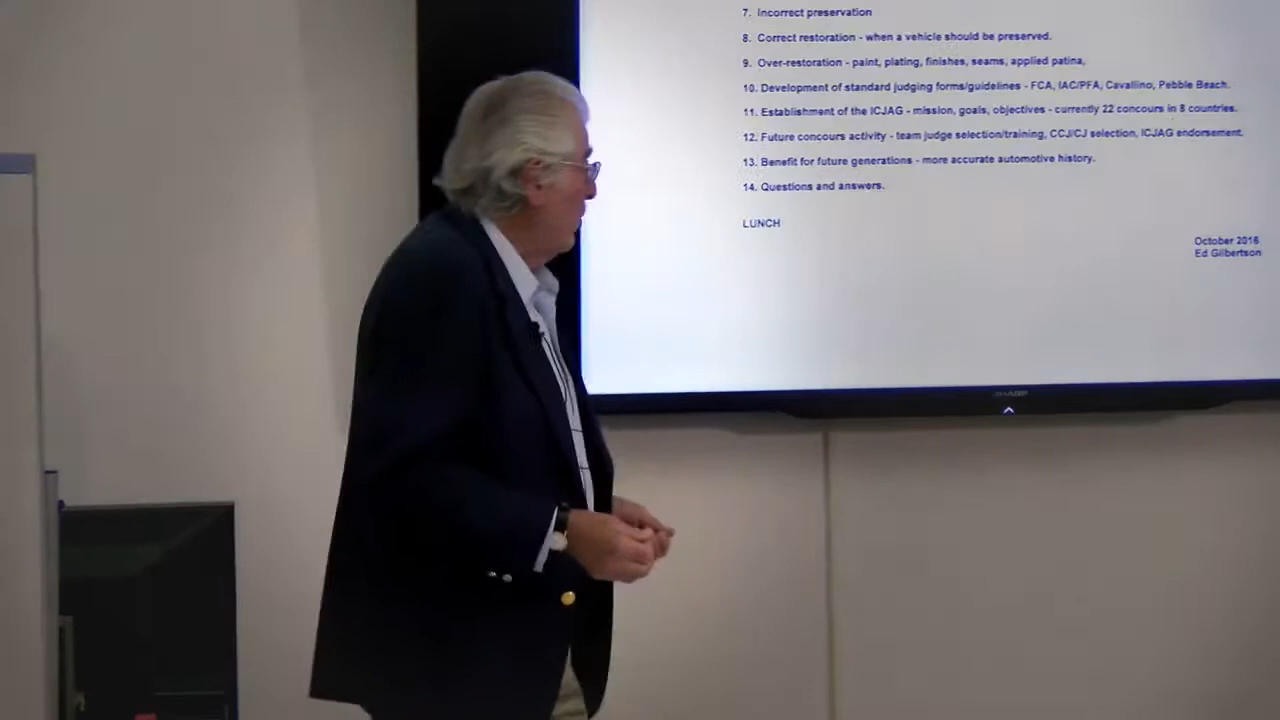 7. Incorrect preservation
8. Correct restoration - when a vehicle should be preserved.
9. Over-restoration - paint, plating, finishes, seams, applied patina,
10. Development of standard judging forms/guidelines - FCA, IAC/PFA, Cavallino, Pebble Beach.
11. Establishment of the ICJAG - mission, goals, objectives - currently 22 concours in 8 countries.
12. Future concours activity - team judge selection/training, CCJ/CJ selection, ICJAG endorsement.
13. Benefit for future generations - more accurate automotive history.
14. Questions and answers.
LUNCH
October 2016
Ed Gilbertson
SHARP